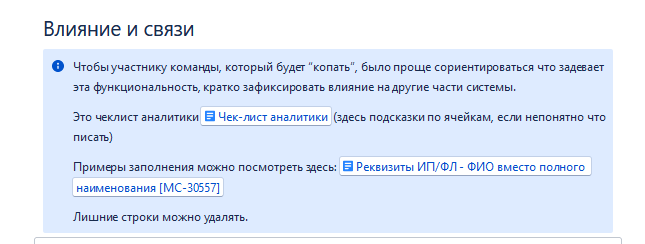 Влияние и связи
Чтобы участнику команды, который будет "копать", было проще сориентироваться что задевает
эта функциональность, кратко зафиксировать влияние на другие части системы.
Это чеклист аналитики Чек-лист аналитики (здесь подсказки по ячейкам, если непонятно что
писать)
Примеры заполнения можно посмотреть здесь: Реквизиты ИП/ФЛ - ФИО вместо полного
наименования [MC-30557]
Лишние строки можно удалять.